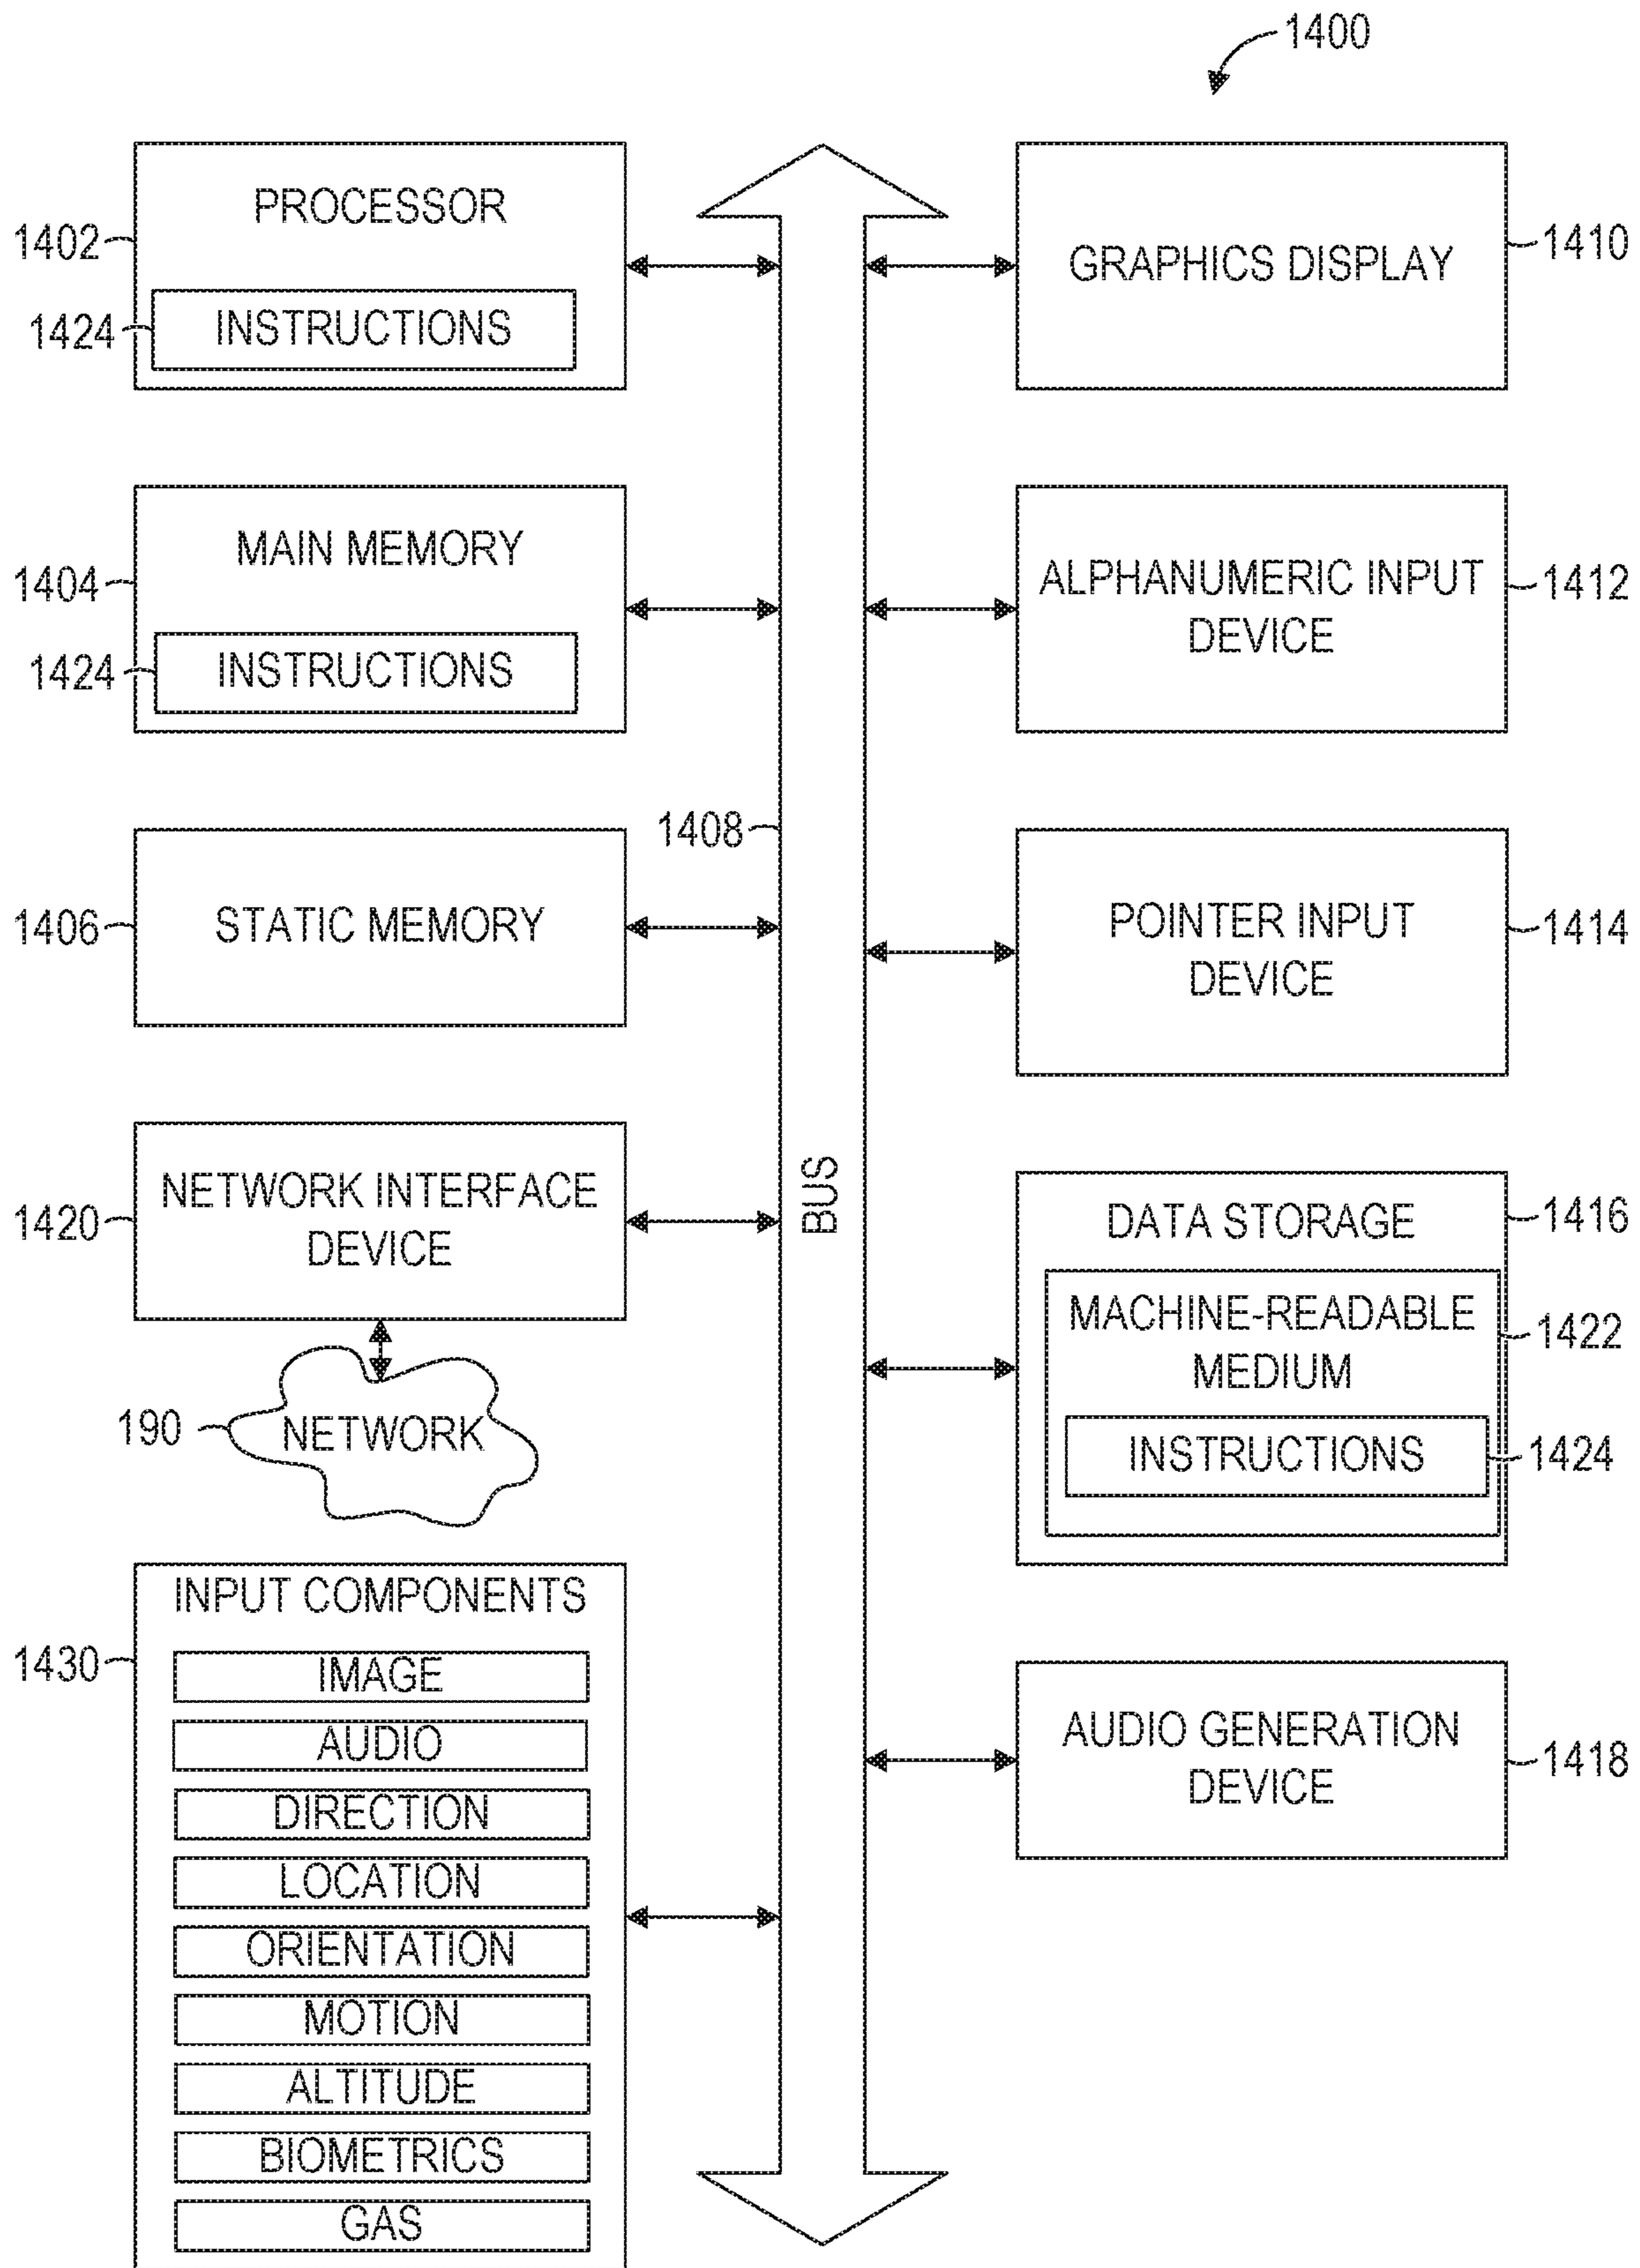 1400
PROCESSOR
1402
1424
INSTRUCTIONS
MAIN MEMORY
1404
1424
INSTRUCTIONS
1408
1406
STATIC MEMORY
1420
NETWORK INTERFACE
DEVICE
190
NETWORK
INPUT COMPONENTS
1430
IMAGE
AUDIO
DIRECTION
LOCATION
ORIENTATION
MOTION
ALTITUDE
BIOMETRICS
GAS
BUS
GRAPHICS DISPLAY
1410
ALPHANUMERIC INPUT
DEVICE
1412
POINTER INPUT
DEVICE
1414
DATA STORAGE
1416
MACHINE-READABLE
MEDIUM
1422
INSTRUCTIONS
1424
AUDIO GENERATION
DEVICE
1418